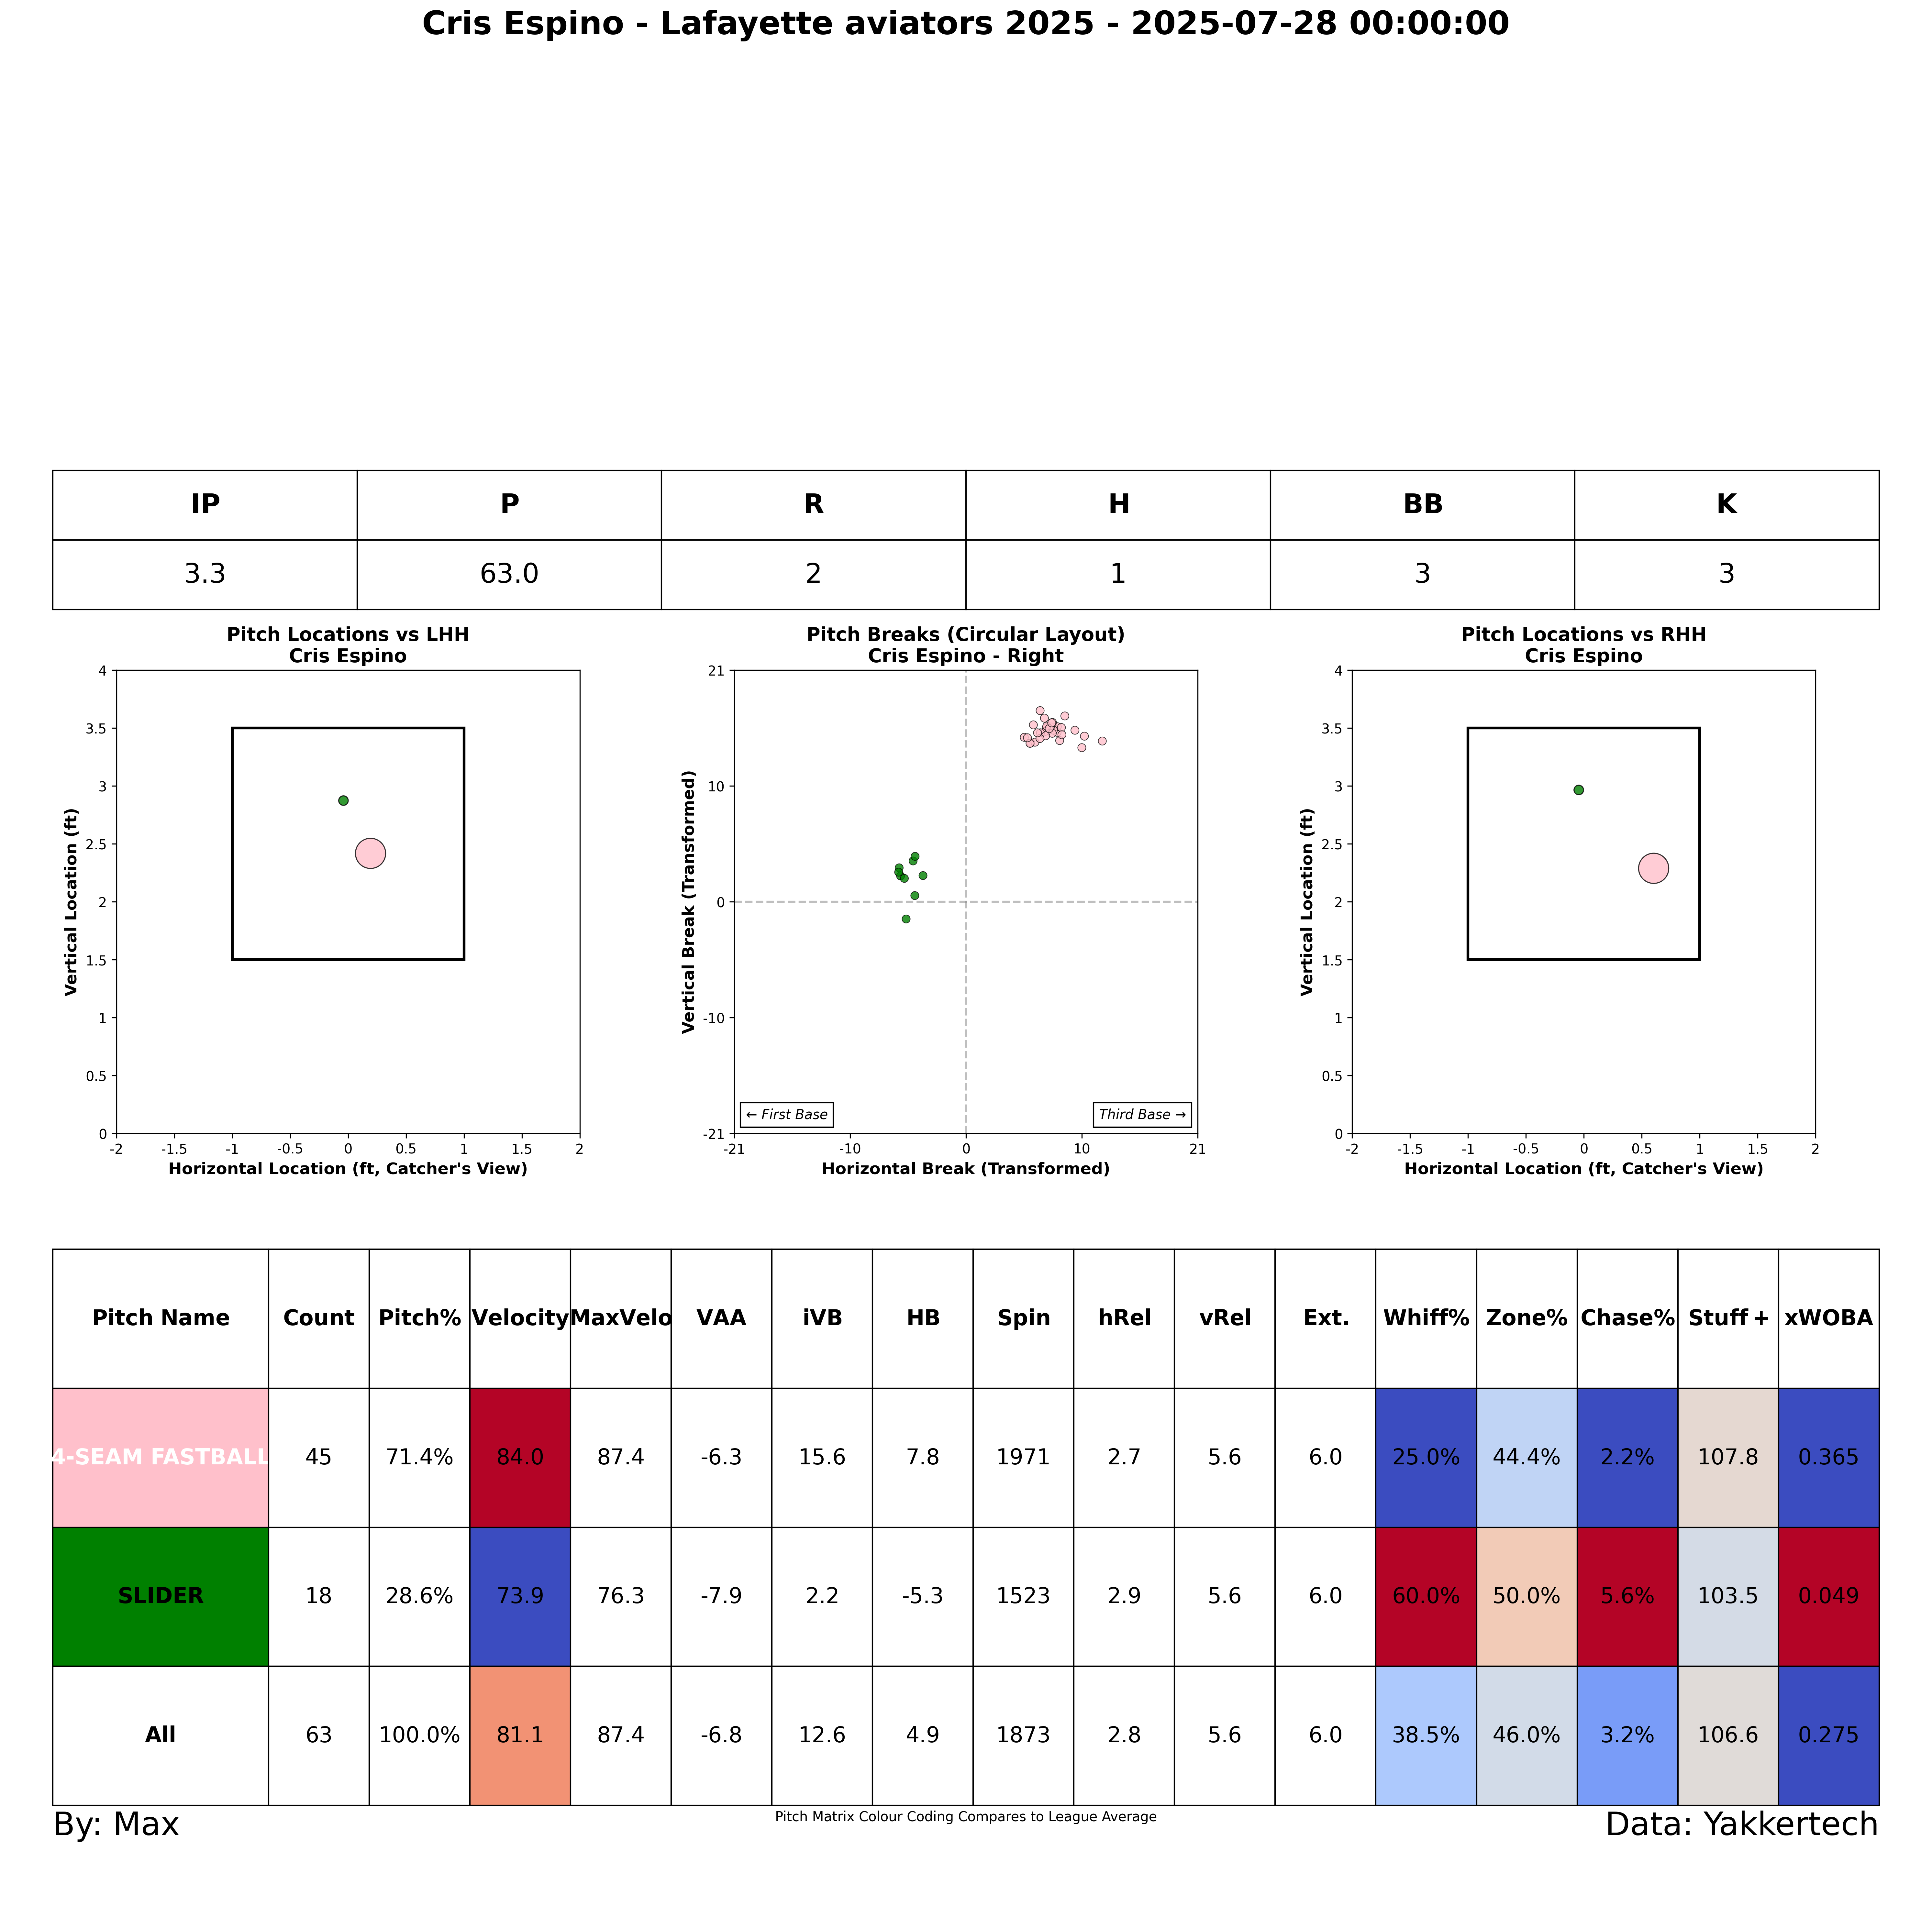 Cris Espino - Lafayette aviators 2025 - 2025-07-28 00:00:00
IP P R H BB K
3.3 63.0 2 1 3 3
Pitch Locations vs LHH
Cris Espino
4
3.5
3
2.5
2
1.5
1
0.5
0
-2 -1.5 -1 -0.5 0 0.5 1 1.5 2
Vertical Location (ft)
Horizontal Location (ft, Catcher's View)
Pitch Breaks (Circular Layout)
Cris Espino - Right
21
10
0
-10
-21
-21 -10 0 10 21
Vertical Break (Transformed)
← First Base
Third Base →
Horizontal Break (Transformed)
Pitch Locations vs RHH
Cris Espino
4
3.5
3
2.5
2
1.5
1
0.5
0
-2 -1.5 -1 -0.5 0 0.5 1 1.5 2
Vertical Location (ft)
Horizontal Location (ft, Catcher's View)
Pitch Name Count Pitch% Velocity MaxVelo VAA iVB HB Spin hRel vRel Ext. Whiff% Zone% Chase% Stuff+ xWOBA
4-SEAM FASTBALL 45 71.4% 84.0 87.4 -6.3 15.6 7.8 1971 2.7 5.6 6.0 25.0% 44.4% 2.2% 107.8 0.365
SLIDER 18 28.6% 73.9 76.3 -7.9 2.2 -5.3 1523 2.9 5.6 6.0 60.0% 50.0% 5.6% 103.5 0.049
All 63 100.0% 81.1 87.4 -6.8 12.6 4.9 1873 2.8 5.6 6.0 38.5% 46.0% 3.2% 106.6 0.275
By: Max
Pitch Matrix Colour Coding Compares to League Average
Data: Yakkertech